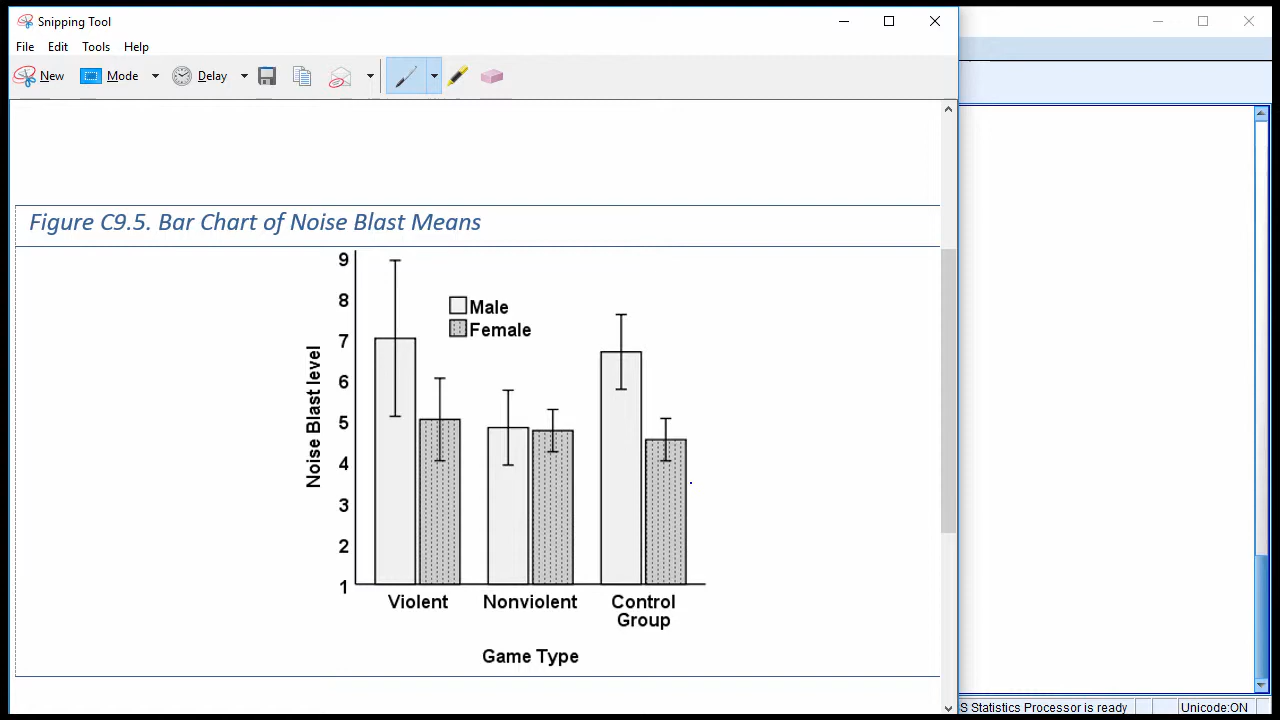 Snipping Tool
File Edit Tools Help
New Mode Delay
Figure C9.5. Bar Chart of Noise Blast Means
9
8
7
6
5
4
3
2
1
Noise Blast level
Male
Female
Violent Nonviolent Control
Group
Game Type
S Statistics Processor is ready Unicode:ON